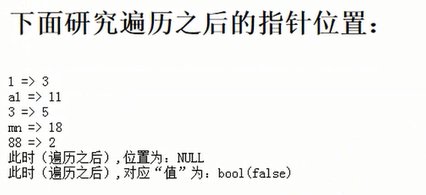 下面研究遍历之后的指针位置：
1 => 3
a1 => 11
3 => 5
mn => 18
88 => 2
此时（遍历之后）,位置为：NULL
此时（遍历之后）,对应“值”为：bool(false)